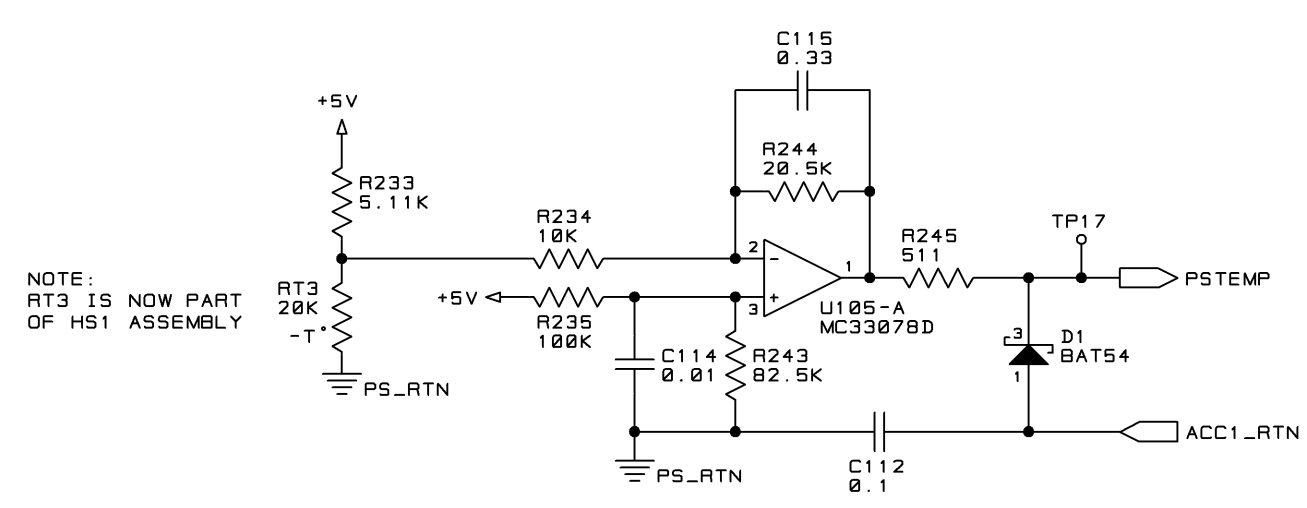 C115
0.33
+5V
R244
20.5K
R233
5.11K
R234
10K
2
-
1
R245
511
TP17
PSTEMP
NOTE:
RT3 IS NOW PART
OF HS1 ASSEMBLY
RT3
20K
-T°
+5V
R235
100K
+
3
U105-A
MC33078D
C114
0.01
R243
82.5K
3
D1
BAT54
1
PS_RTN
ACC1_RTN
PS_RTN
C112
0.1